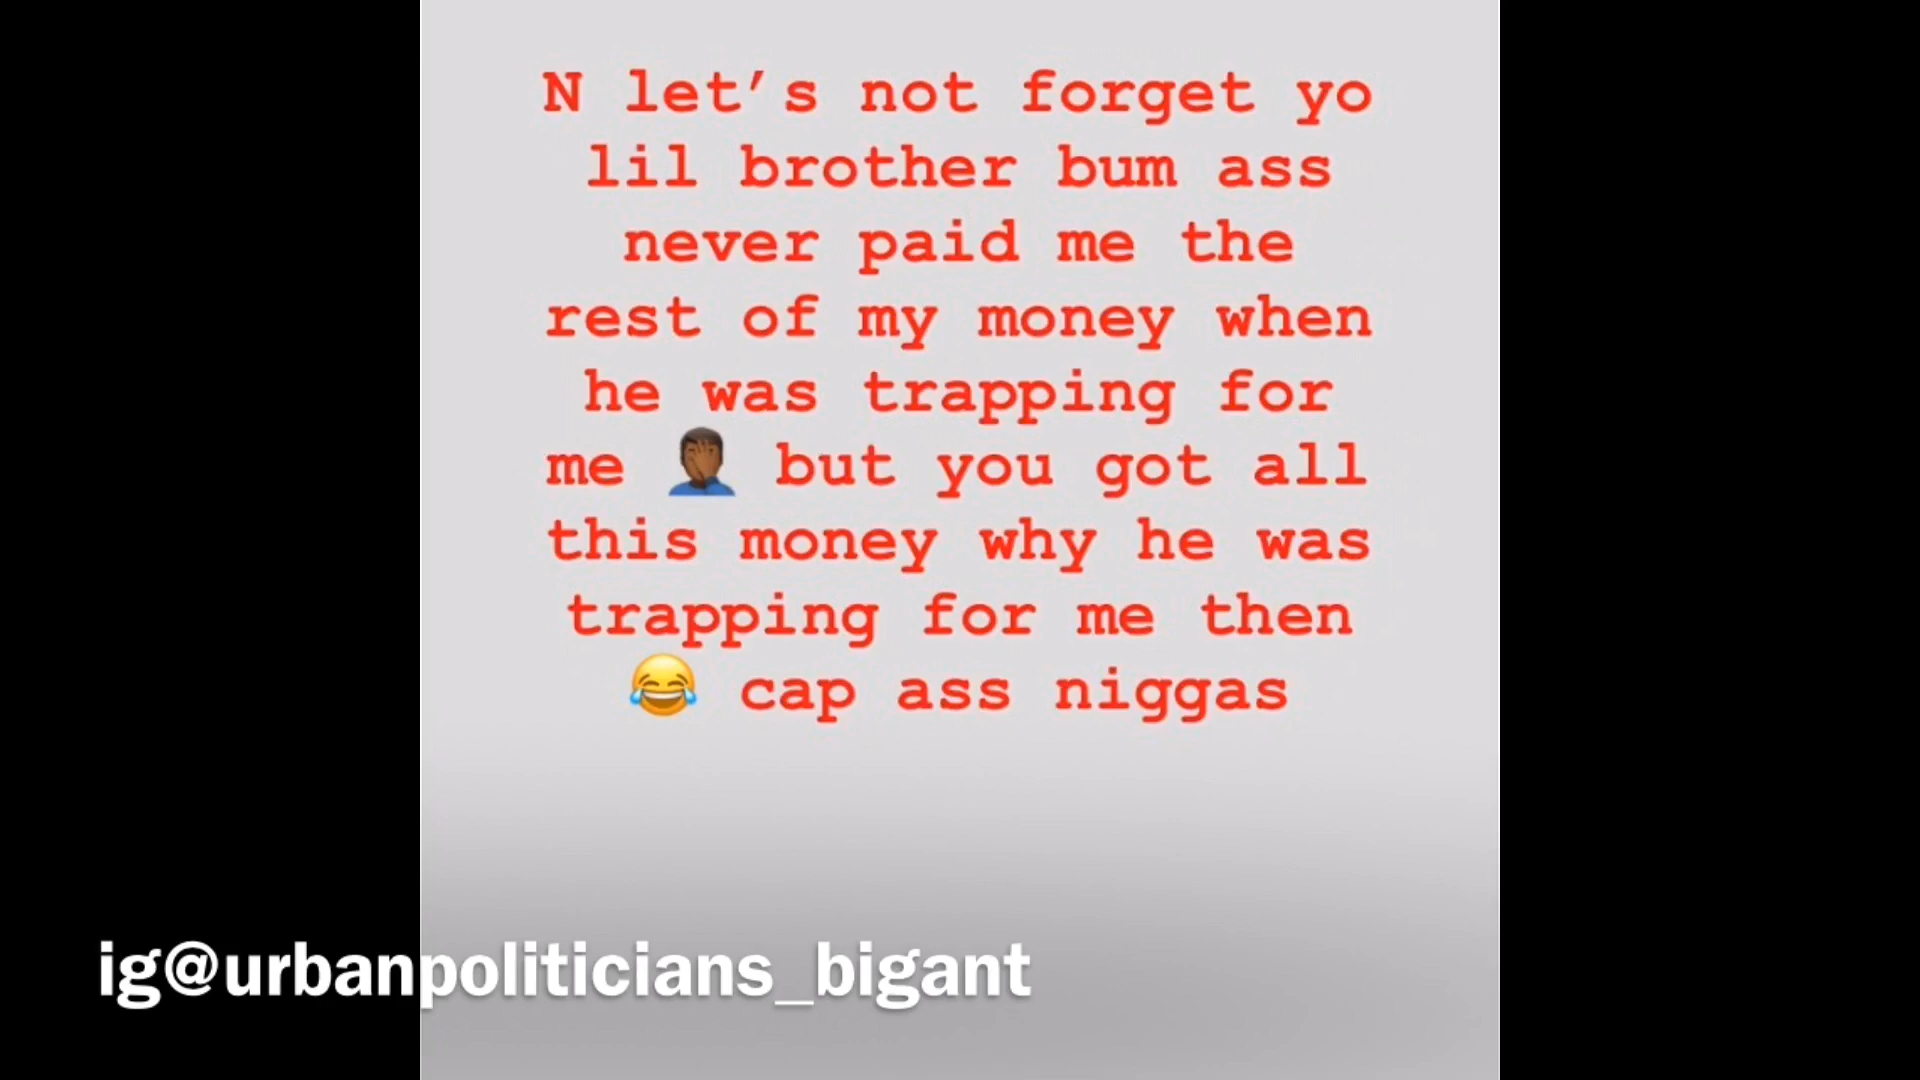 N let’s not forget yo
lil brother bum ass
never paid me the
rest of my money when
he was trapping for
me 🤦🏾‍♂️ but you got all
this money why he was
trapping for me then
😂 cap ass niggas
ig@urbanpoliticians_bigant